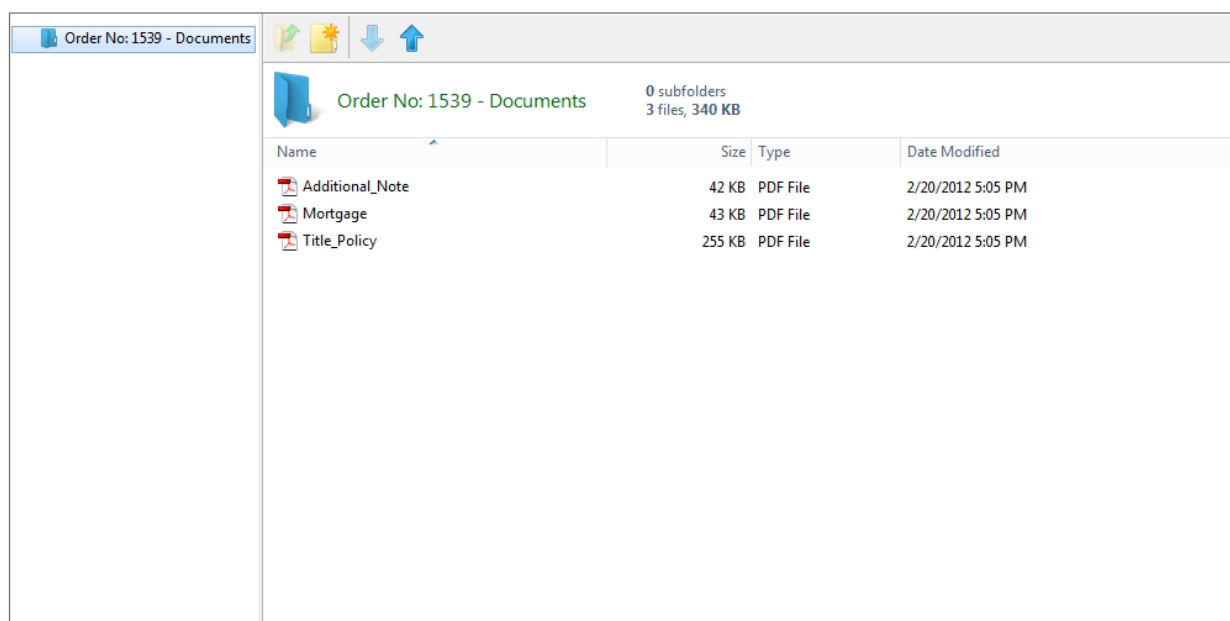 Order No: 1539 - Documents
Order No: 1539 - Documents
0 subfolders
3 files, 340 KB
Name Size Type Date Modified
Additional_Note 42 KB PDF File 2/20/2012 5:05 PM
Mortgage 43 KB PDF File 2/20/2012 5:05 PM
Title_Policy 255 KB PDF File 2/20/2012 5:05 PM